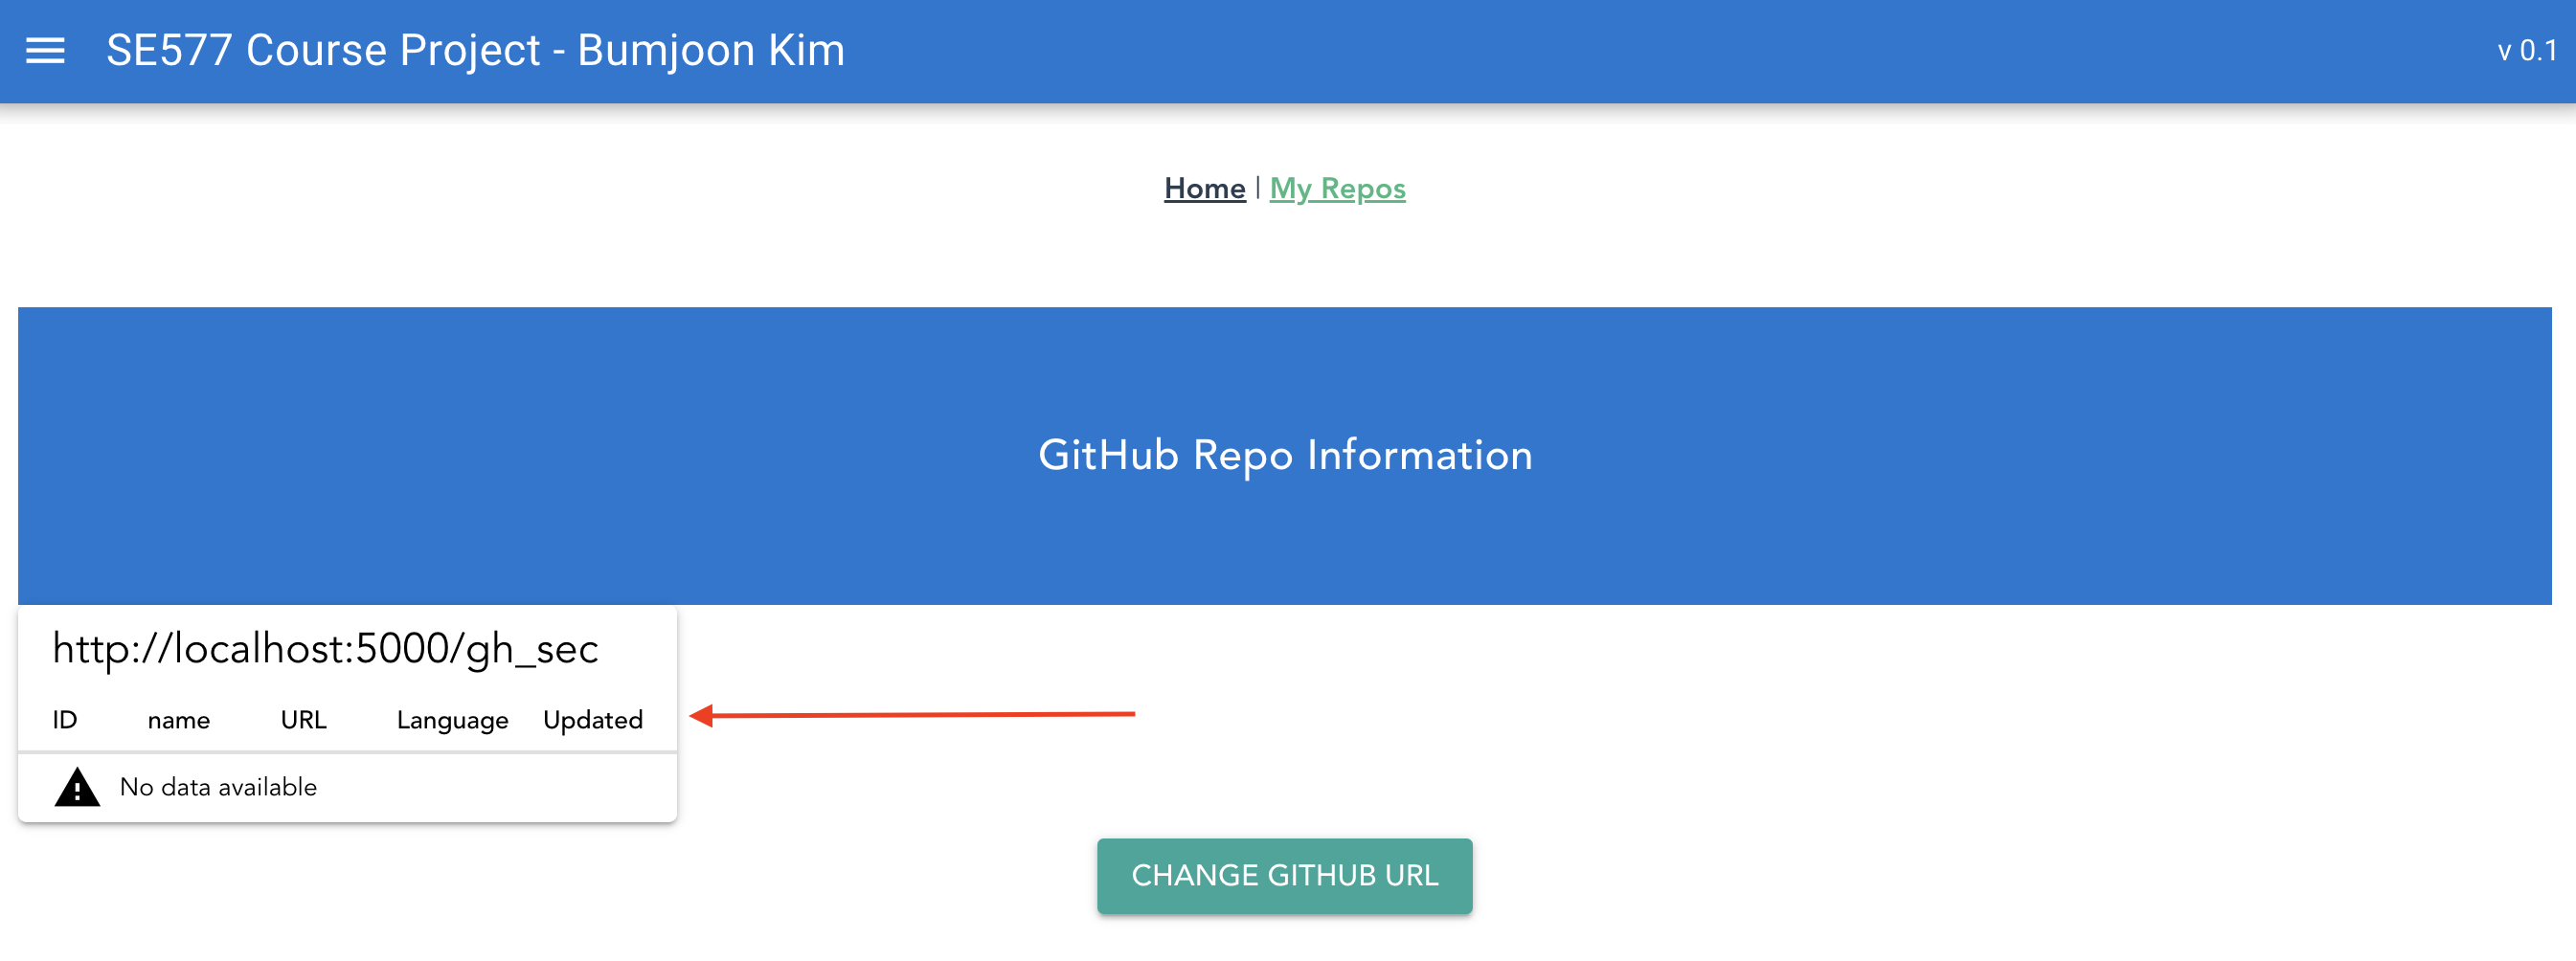 SE577 Course Project - Bumjoon Kim
v 0.1
Home | My Repos
GitHub Repo Information
http://localhost:5000/gh_sec
ID name URL Language Updated
No data available
CHANGE GITHUB URL